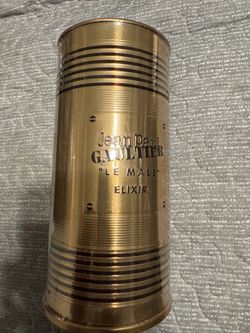 Jean Paul
GAULTIER
"LE MALE"
ELIXIR